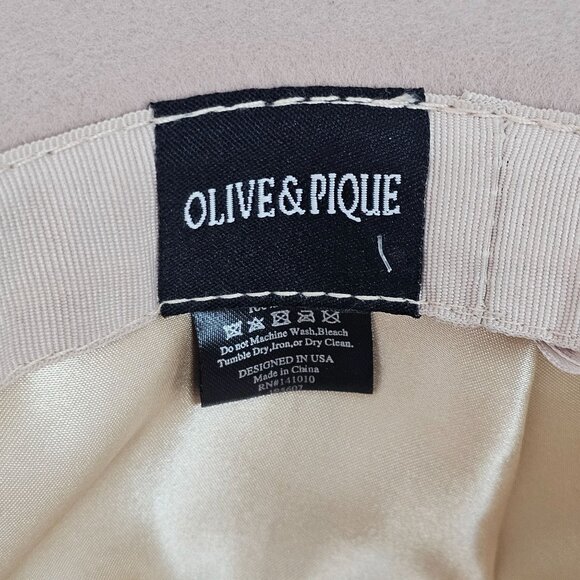 OLIVE&PIQUE
Do not Machine Wash,Bleach
Tumble Dry,Iron,or Dry Clean.
DESIGNED IN USA
Made in China
RN#141010